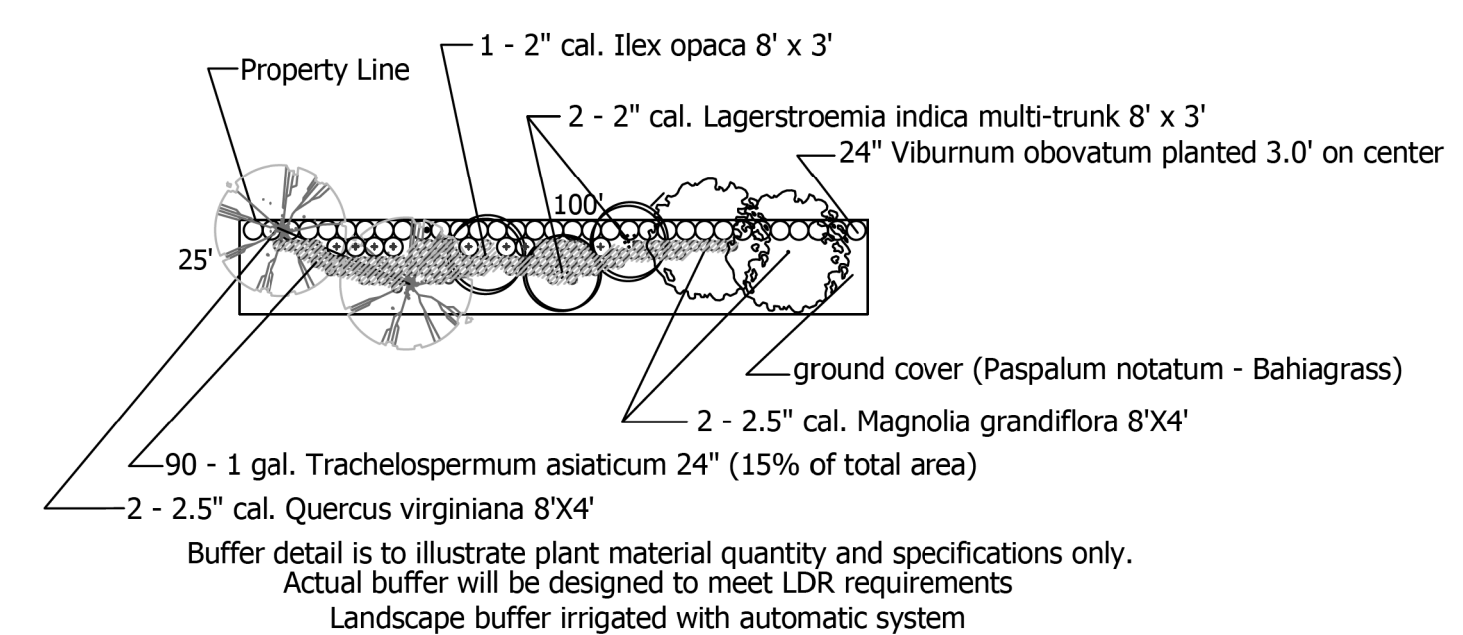 1 - 2" cal. Ilex opaca 8' x 3'
Property Line
2 - 2" cal. Lagerstroemia indica multi-trunk 8' x 3'
24" Viburnum obovatum planted 3.0' on center
100'
25'
ground cover (Paspalum notatum - Bahiagrass)
2 - 2.5" cal. Magnolia grandiflora 8'X4'
90 - 1 gal. Trachelospermum asiaticum 24" (15% of total area)
2 - 2.5" cal. Quercus virginiana 8'X4'
Buffer detail is to illustrate plant material quantity and specifications only.
Actual buffer will be designed to meet LDR requirements
Landscape buffer irrigated with automatic system